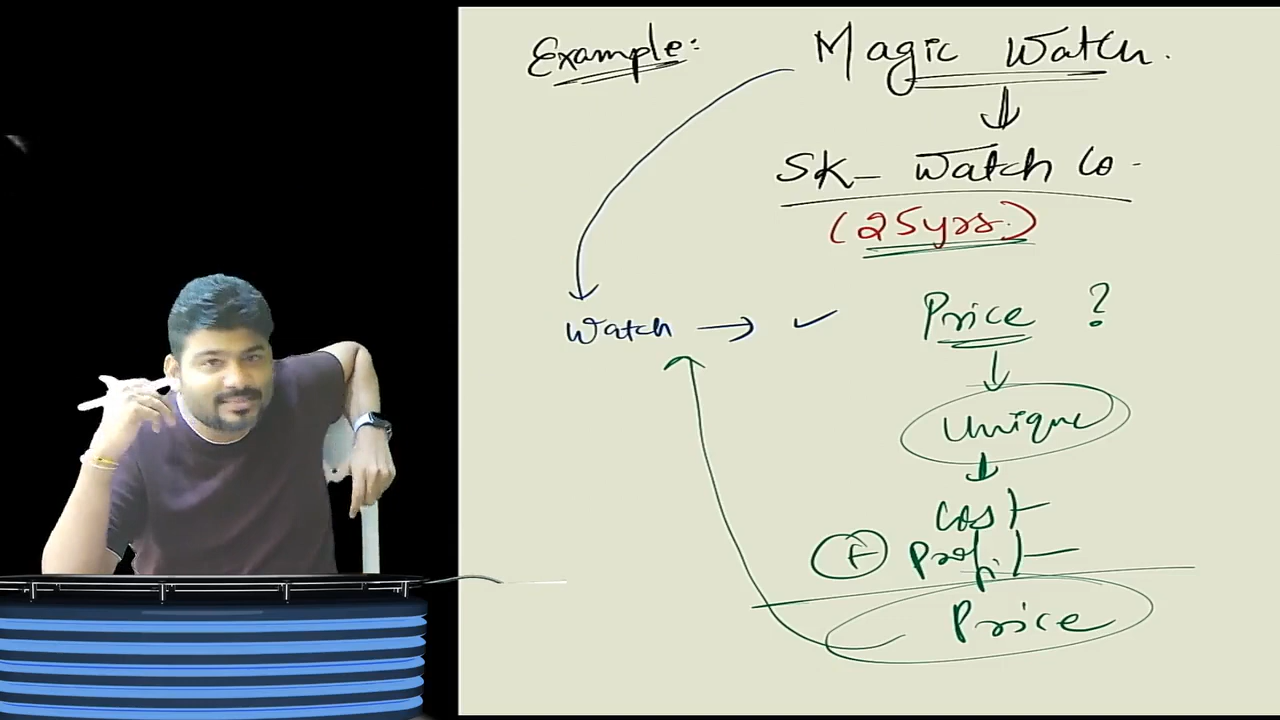 Example: Magic Watch.
SK- Watch Co.
(25yrs.)
Watch → ✓ Price ?
Unique
Cost
+ Profit
Price